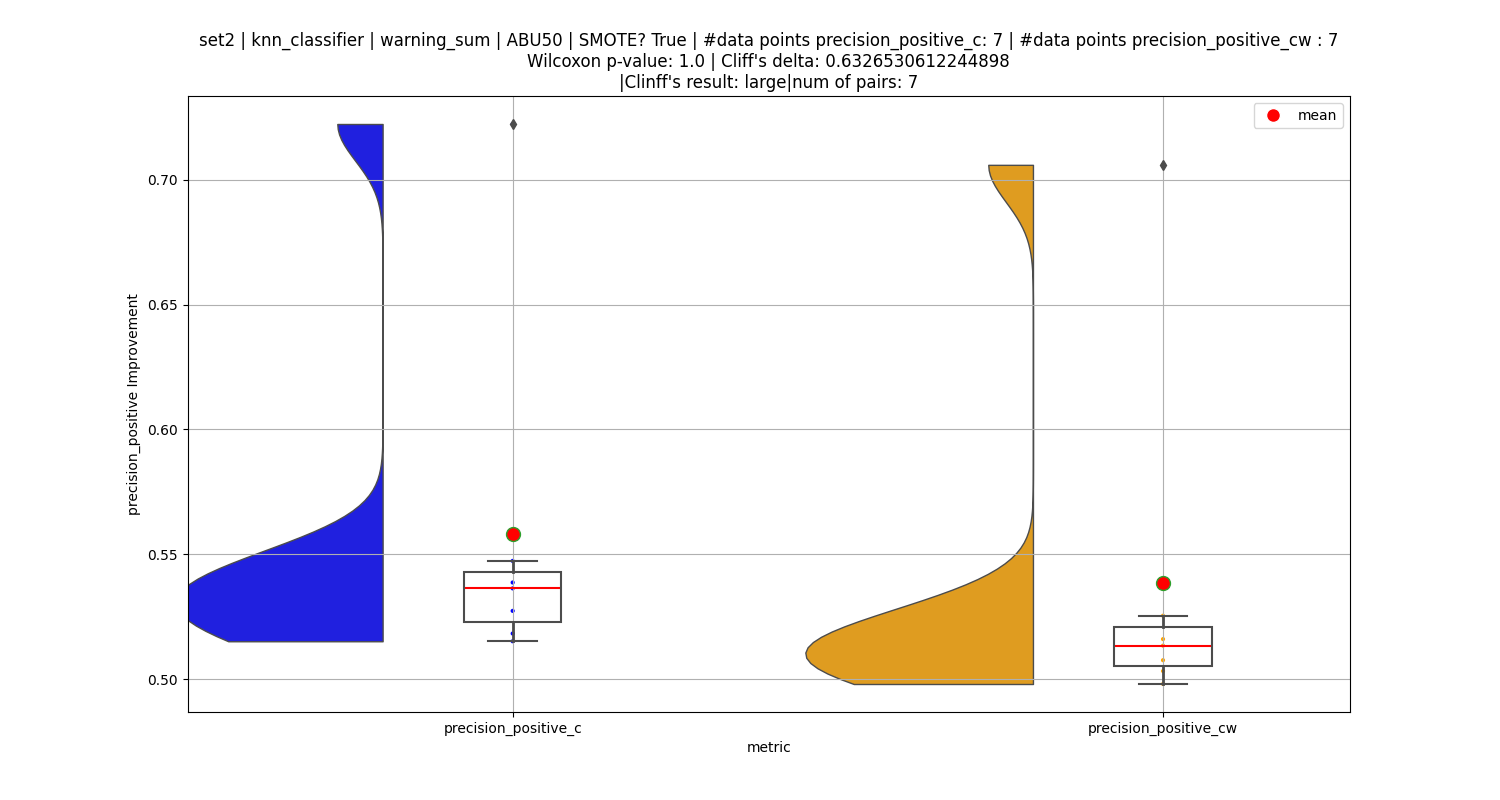 set2 | knn_classifier | warning_sum | ABU50 | SMOTE? True | #data points precision_positive_c: 7 | #data points precision_positive_cw : 7
Wilcoxon p-value: 1.0 | Cliff's delta: 0.6326530612244898
|Clinff's result: large|num of pairs: 7
mean
0.70
0.65
0.60
0.55
0.50
precision_positive Improvement
precision_positive_c
precision_positive_cw
metric